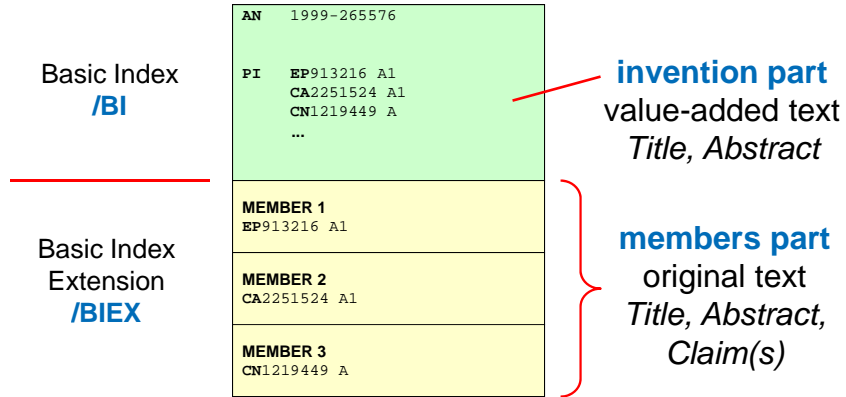 Basic Index
/BI
AN 1999-265576
PI EP913216 A1
CA2251524 A1
CN1219449 A
...
invention part
value-added text
Title, Abstract
Basic Index
Extension
/BIEX
MEMBER 1
EP913216 A1
MEMBER 2
CA2251524 A1
MEMBER 3
CN1219449 A
members part
original text
Title, Abstract,
Claim(s)